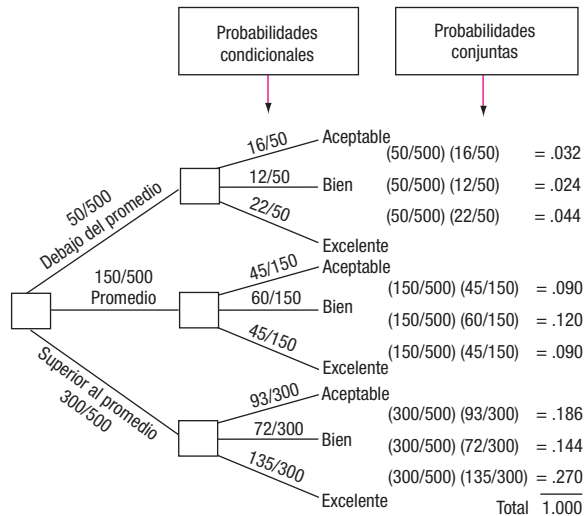 Probabilidades
condicionales
Probabilidades
conjuntas
50/500
Debajo del promedio
16/50
Aceptable
(50/500) (16/50) = .032
12/50
Bien
(50/500) (12/50) = .024
22/50
Excelente
(50/500) (22/50) = .044
150/500
Promedio
45/150
Aceptable
(150/500) (45/150) = .090
60/150
Bien
(150/500) (60/150) = .120
45/150
Excelente
(150/500) (45/150) = .090
Superior al promedio
300/500
93/300
Aceptable
(300/500) (93/300) = .186
72/300
Bien
(300/500) (72/300) = .144
135/300
Excelente
(300/500) (135/300) = .270
Total 1.000